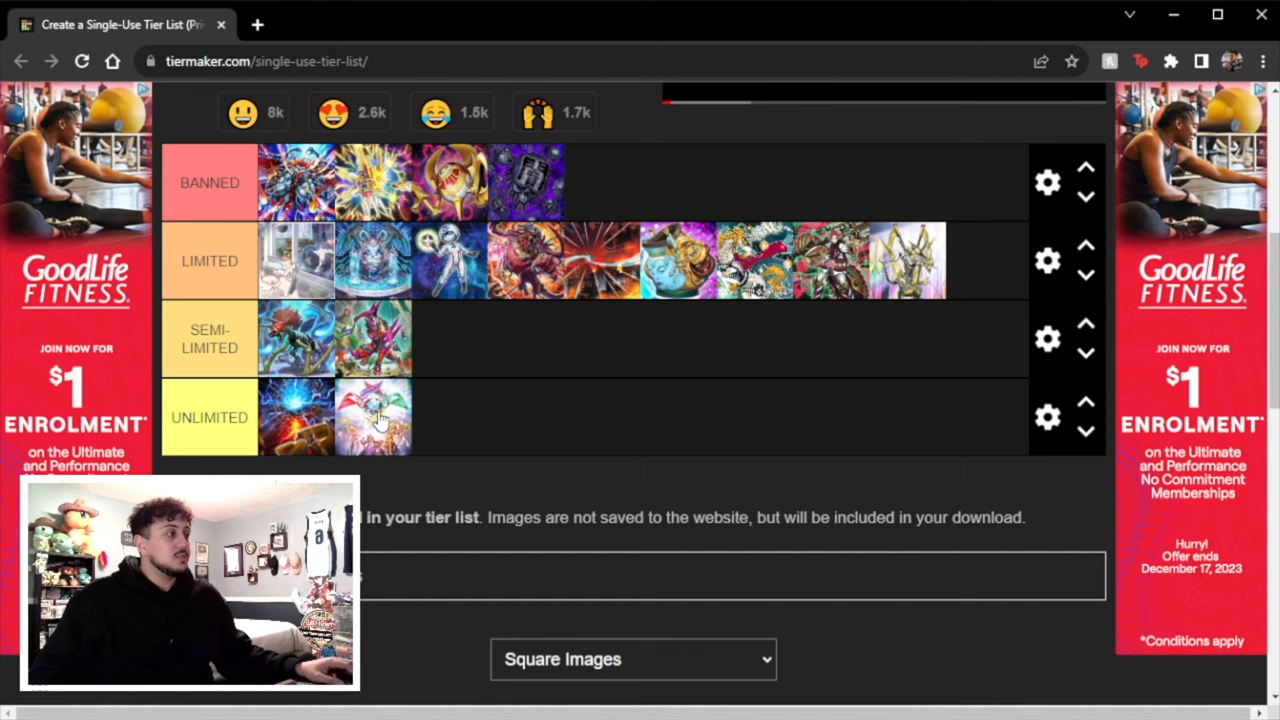 Create a Single-Use Tier List (Pri
tiermaker.com/single-use-tier-list/
8k
2.6k
1.5k
1.7k
BANNED
LIMITED
SEMI-
LIMITED
UNLIMITED
GoodLife
FITNESS.
JOIN NOW FOR
$1
ENROLMENT*
on the Ultimate
and Performance
GoodLife
FITNESS.
JOIN NOW FOR
$1
ENROLMENT*
on the Ultimate
and Performance
No Commitment
Memberships
Hurry!
Offer ends
December 17, 2023
*Conditions apply
in your tier list. Images are not saved to the website, but will be included in your download.
Square Images